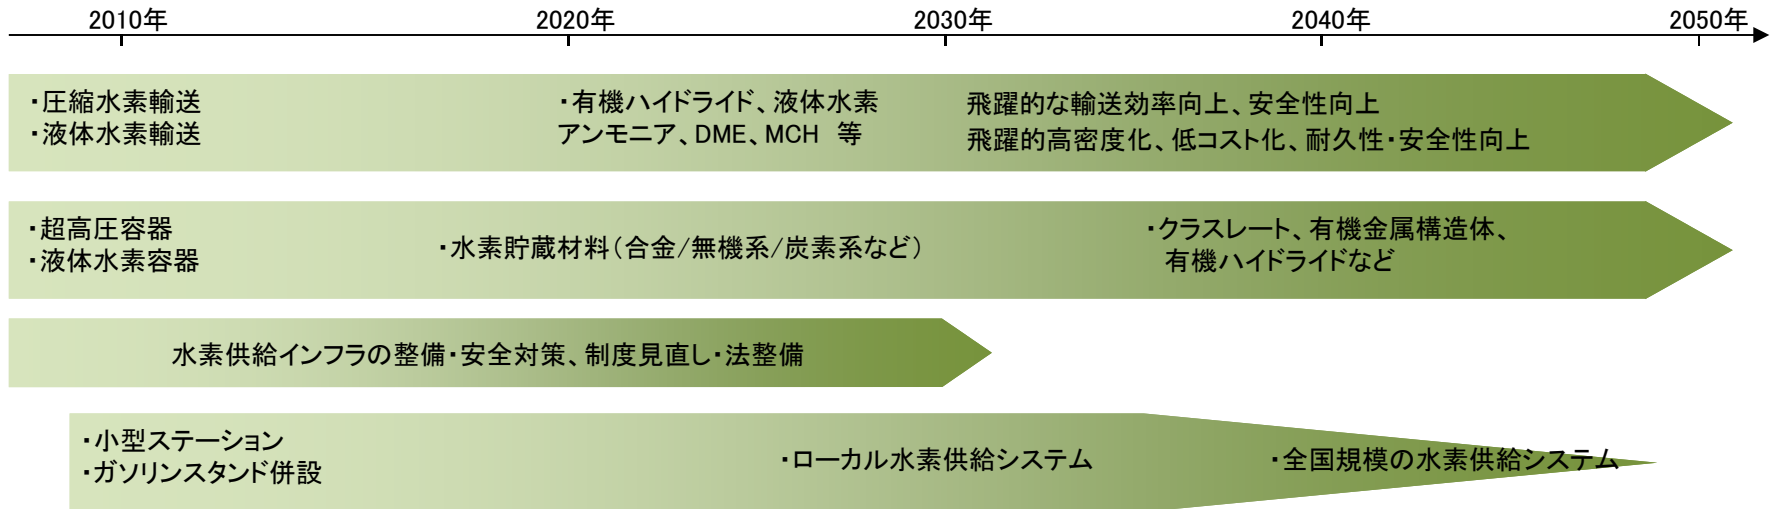 2010年 2020年 2030年 2040年 2050年
・圧縮水素輸送
・液体水素輸送
・有機ハイドライド、液体水素
アンモニア、DME、MCH 等
飛躍的な輸送効率向上、安全性向上
飛躍的高密度化、低コスト化、耐久性・安全性向上
・超高圧容器
・液体水素容器
・水素貯蔵材料（合金/無機系/炭素系など）
・クラスレート、有機金属構造体、
有機ハイドライドなど
水素供給インフラの整備・安全対策、制度見直し・法整備
・小型ステーション
・ガソリンスタンド併設
・ローカル水素供給システム
・全国規模の水素供給システム